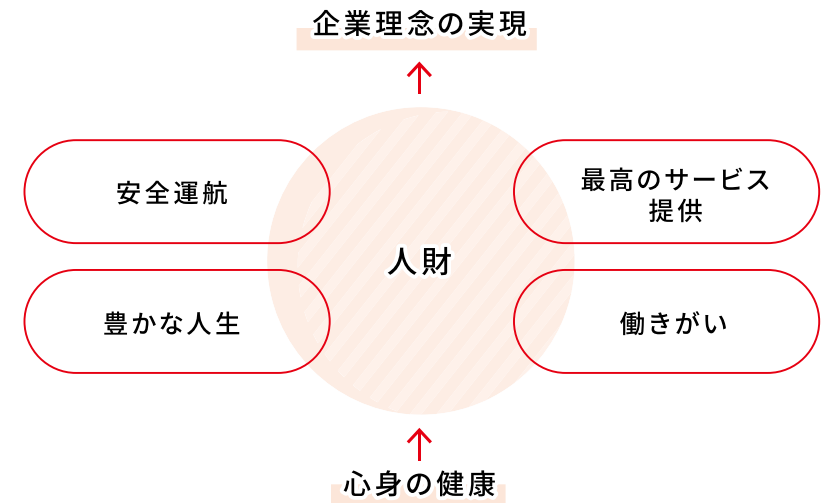 企業理念の実現
安全運航
最高のサービス
提供
人財
豊かな人生
働きがい
心身の健康